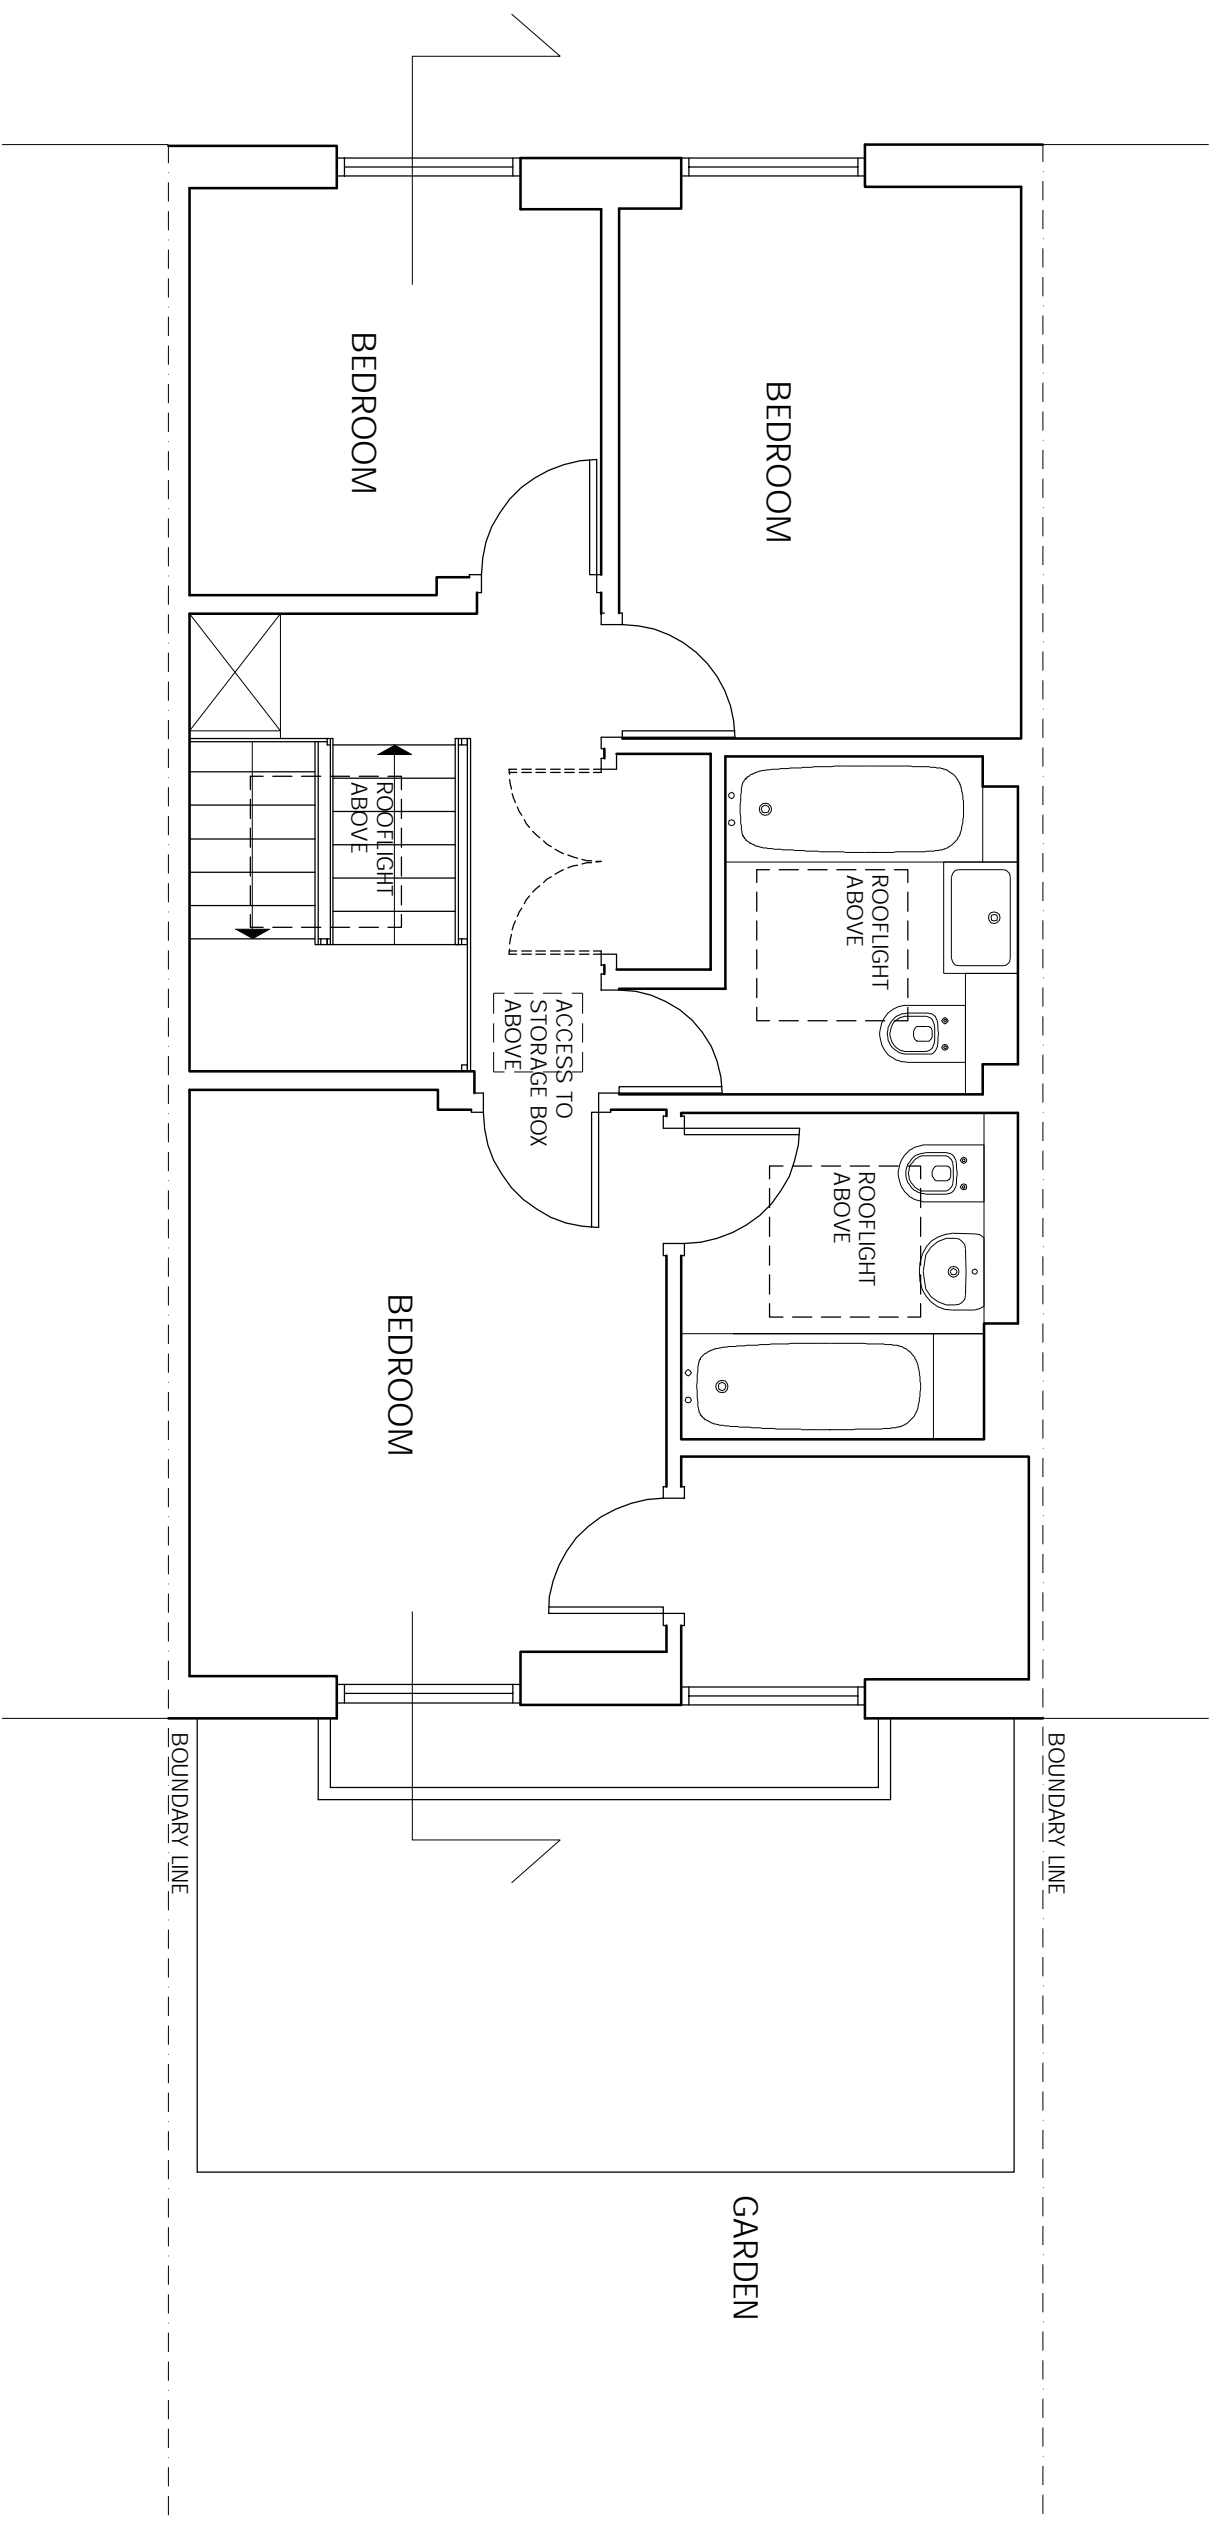 BEDROOM
BEDROOM
ROOFLIGHT
ABOVE
ROOFLIGHT
ABOVE
ACCESS TO
STORAGE BOX
ABOVE
ROOFLIGHT
ABOVE
BEDROOM
BOUNDARY LINE
BOUNDARY LINE
GARDEN